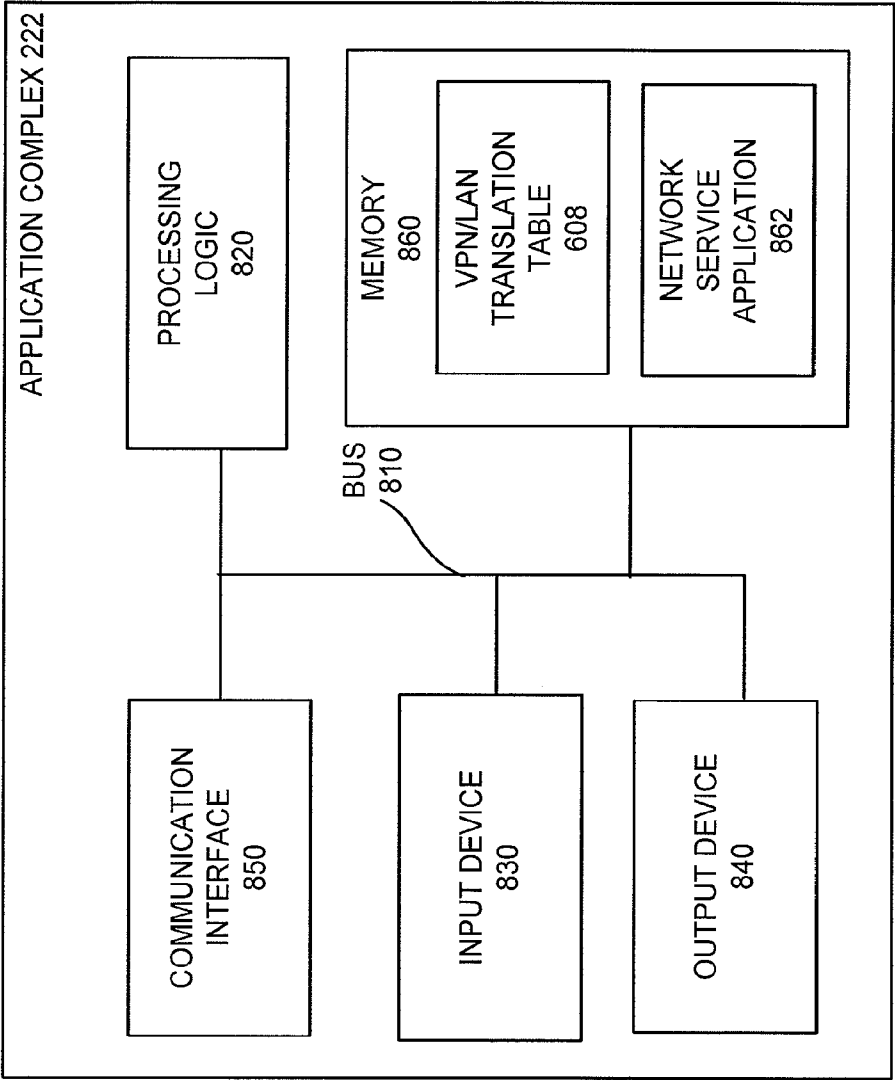 APPLICATION COMPLEX 222
COMMUNICATION
INTERFACE
850
PROCESSING
LOGIC
820
BUS
810
INPUT DEVICE
830
MEMORY
860
VPN/LAN
TRANSLATION
TABLE
608
NETWORK
SERVICE
APPLICATION
862
OUTPUT DEVICE
840